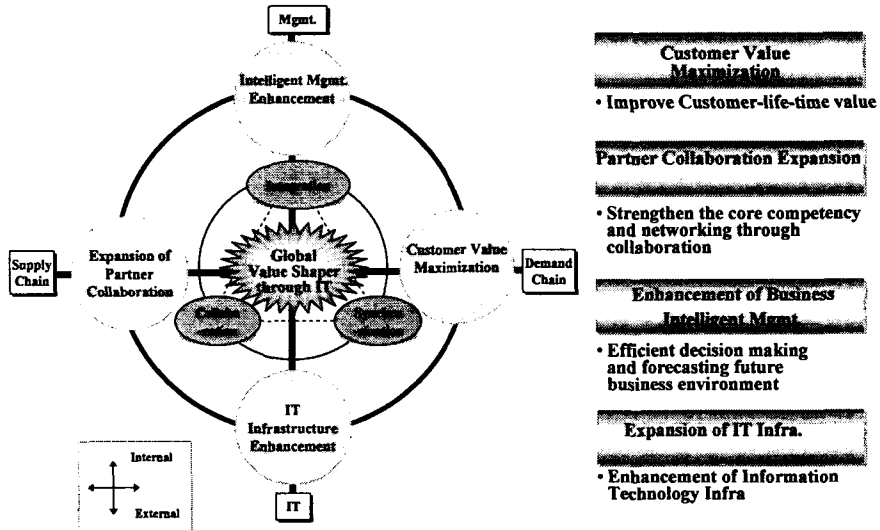 Mgmt.
Intelligent Mgmt.
Enhancement
Integration
Supply
Chain
Expansion of
Partner
Collaboration
Global
Value Shaper
through IT
Customer Value
Maximization
Demand
Chain
IT
Infrastructure
Enhancement
IT
Internal
External
Customer Value
Maximization
• Improve Customer-life-time value
Partner Collaboration Expansion
• Strengthen the core competency
and networking through
collaboration
Enhancement of Business
Intelligent Mgmt.
• Efficient decision making
and forecasting future
business environment
Expansion of IT Infra.
• Enhancement of Information
Technology Infra